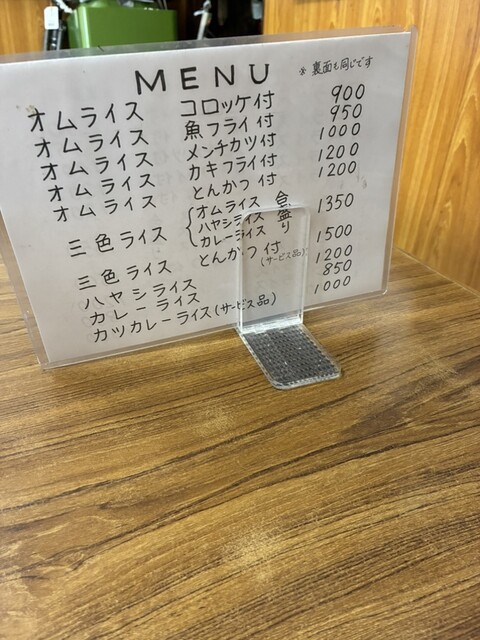 MENU ※裏面も同じです
オムライス コロッケ付 900
オムライス 魚フライ付 950
オムライス メンチカツ付 1000
オムライス カキフライ付 1200
オムライス とんかつ付 1200
三色ライス { オムライス ハヤシライス カレーライス 合盛り 1350
三色ライス とんかつ付 (サービス品) 1500
ハヤシライス 1200
カレーライス 850
カツカレーライス(サービス品) 1000